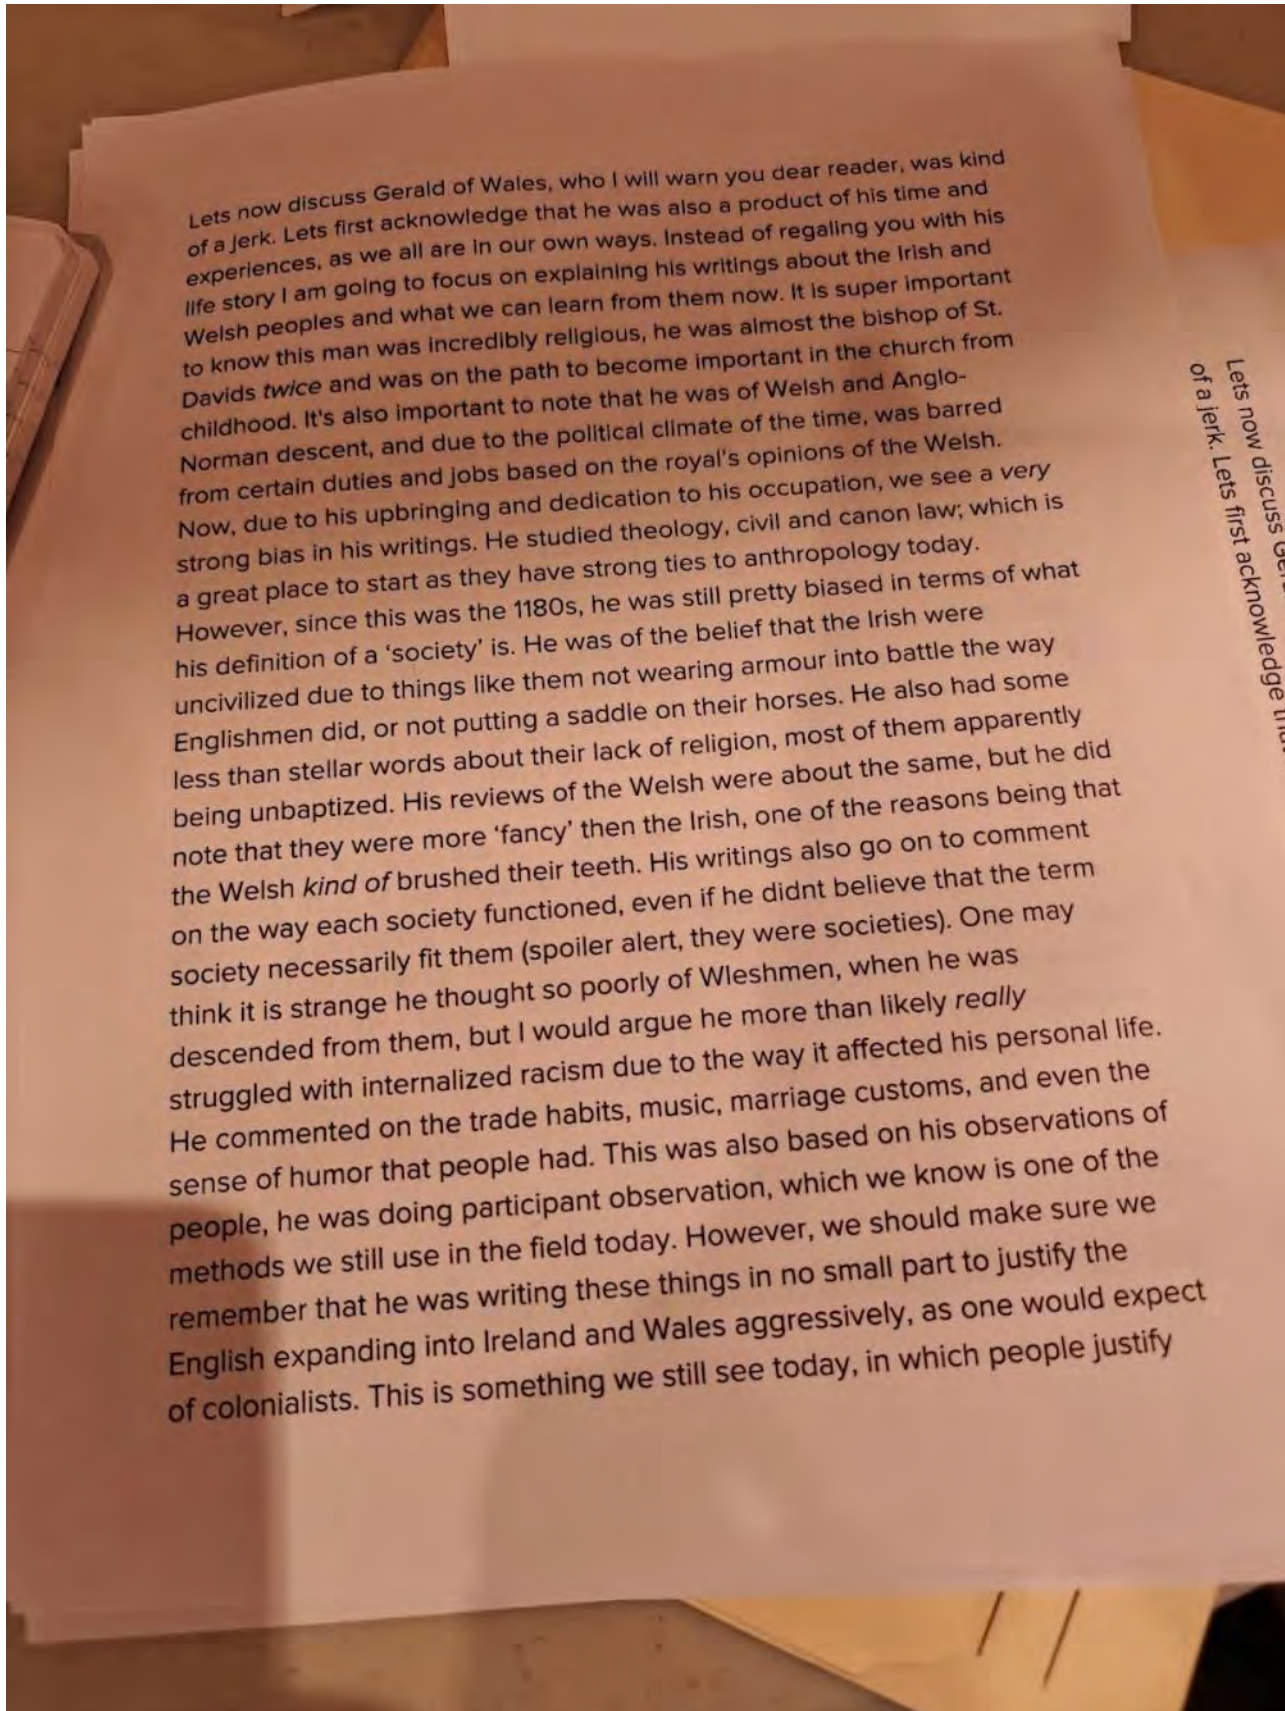 Lets now discuss Gerald of Wales, who I will warn you dear reader, was kind
of a jerk. Lets first acknowledge that he was also a product of his time and
experiences, as we all are in our own ways. Instead of regaling you with his
life story I am going to focus on explaining his writings about the Irish and
Welsh peoples and what we can learn from them now. It is super important
to know this man was incredibly religious, he was almost the bishop of St.
Davids twice and was on the path to become important in the church from
childhood. It's also important to note that he was of Welsh and Anglo-
Norman descent, and due to the political climate of the time, was barred
from certain duties and jobs based on the royal's opinions of the Welsh.
Now, due to his upbringing and dedication to his occupation, we see a very
strong bias in his writings. He studied theology, civil and canon law; which is
a great place to start as they have strong ties to anthropology today.
However, since this was the 1180s, he was still pretty biased in terms of what
his definition of a ‘society’ is. He was of the belief that the Irish were
uncivilized due to things like them not wearing armour into battle the way
Englishmen did, or not putting a saddle on their horses. He also had some
less than stellar words about their lack of religion, most of them apparently
being unbaptized. His reviews of the Welsh were about the same, but he did
note that they were more ‘fancy’ then the Irish, one of the reasons being that
the Welsh kind of brushed their teeth. His writings also go on to comment
on the way each society functioned, even if he didnt believe that the term
society necessarily fit them (spoiler alert, they were societies). One may
think it is strange he thought so poorly of Wleshmen, when he was
descended from them, but I would argue he more than likely really
struggled with internalized racism due to the way it affected his personal life.
He commented on the trade habits, music, marriage customs, and even the
sense of humor that people had. This was also based on his observations of
people, he was doing participant observation, which we know is one of the
methods we still use in the field today. However, we should make sure we
remember that he was writing these things in no small part to justify the
English expanding into Ireland and Wales aggressively, as one would expect
of colonialists. This is something we still see today, in which people justify
Lets now discuss
of a jerk. Lets first acknowledge